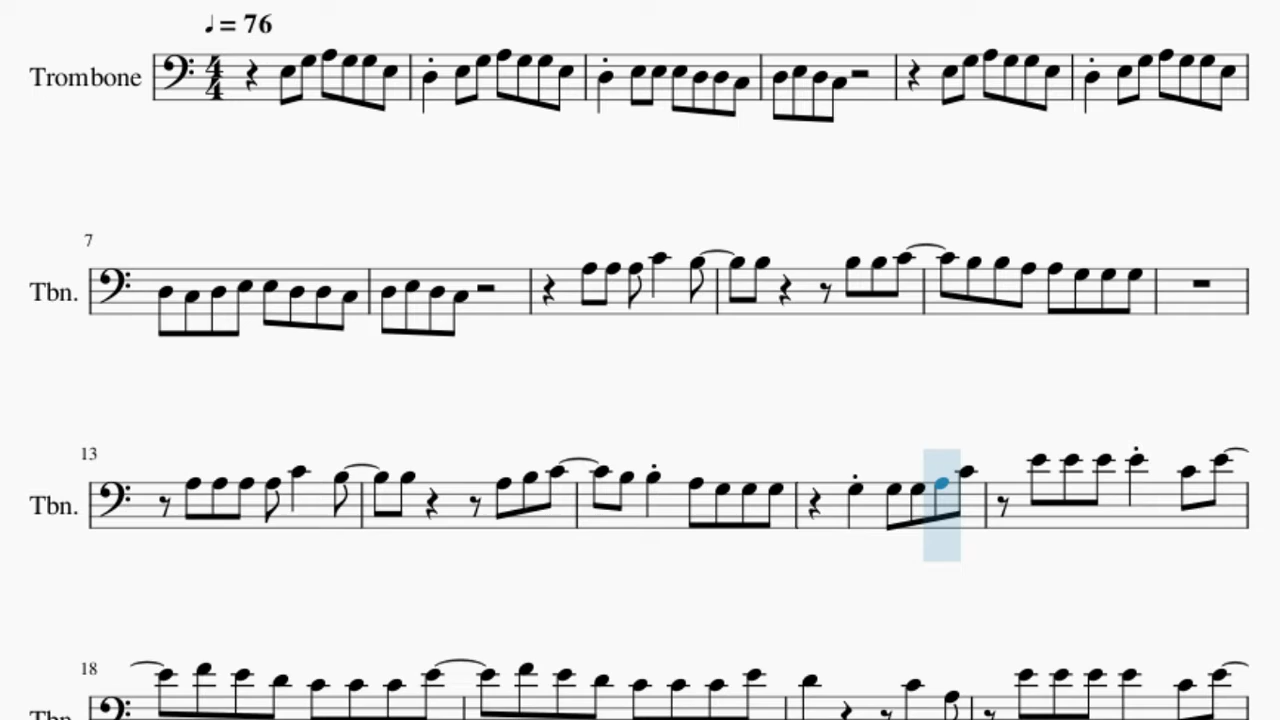 ♩= 76
Trombone
4
4
7
Tbn.
13
Tbn.
18
Tbn.